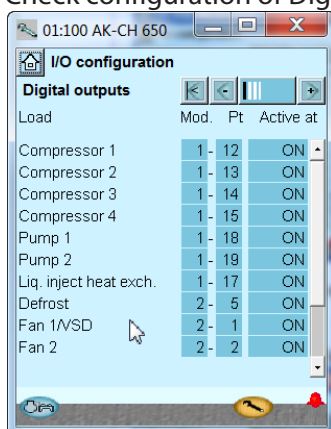 Check configuration of Dig
01:100 AK-CH 650
I/O configuration
Digital outputs
Load Mod. Pt Active at
Compressor 1 1 - 12 ON
Compressor 2 1 - 13 ON
Compressor 3 1 - 14 ON
Compressor 4 1 - 15 ON
Pump 1 1 - 18 ON
Pump 2 1 - 19 ON
Liq. inject heat exch. 1 - 17 ON
Defrost 2 - 5 ON
Fan 1/VSD 2 - 1 ON
Fan 2 2 - 2 ON